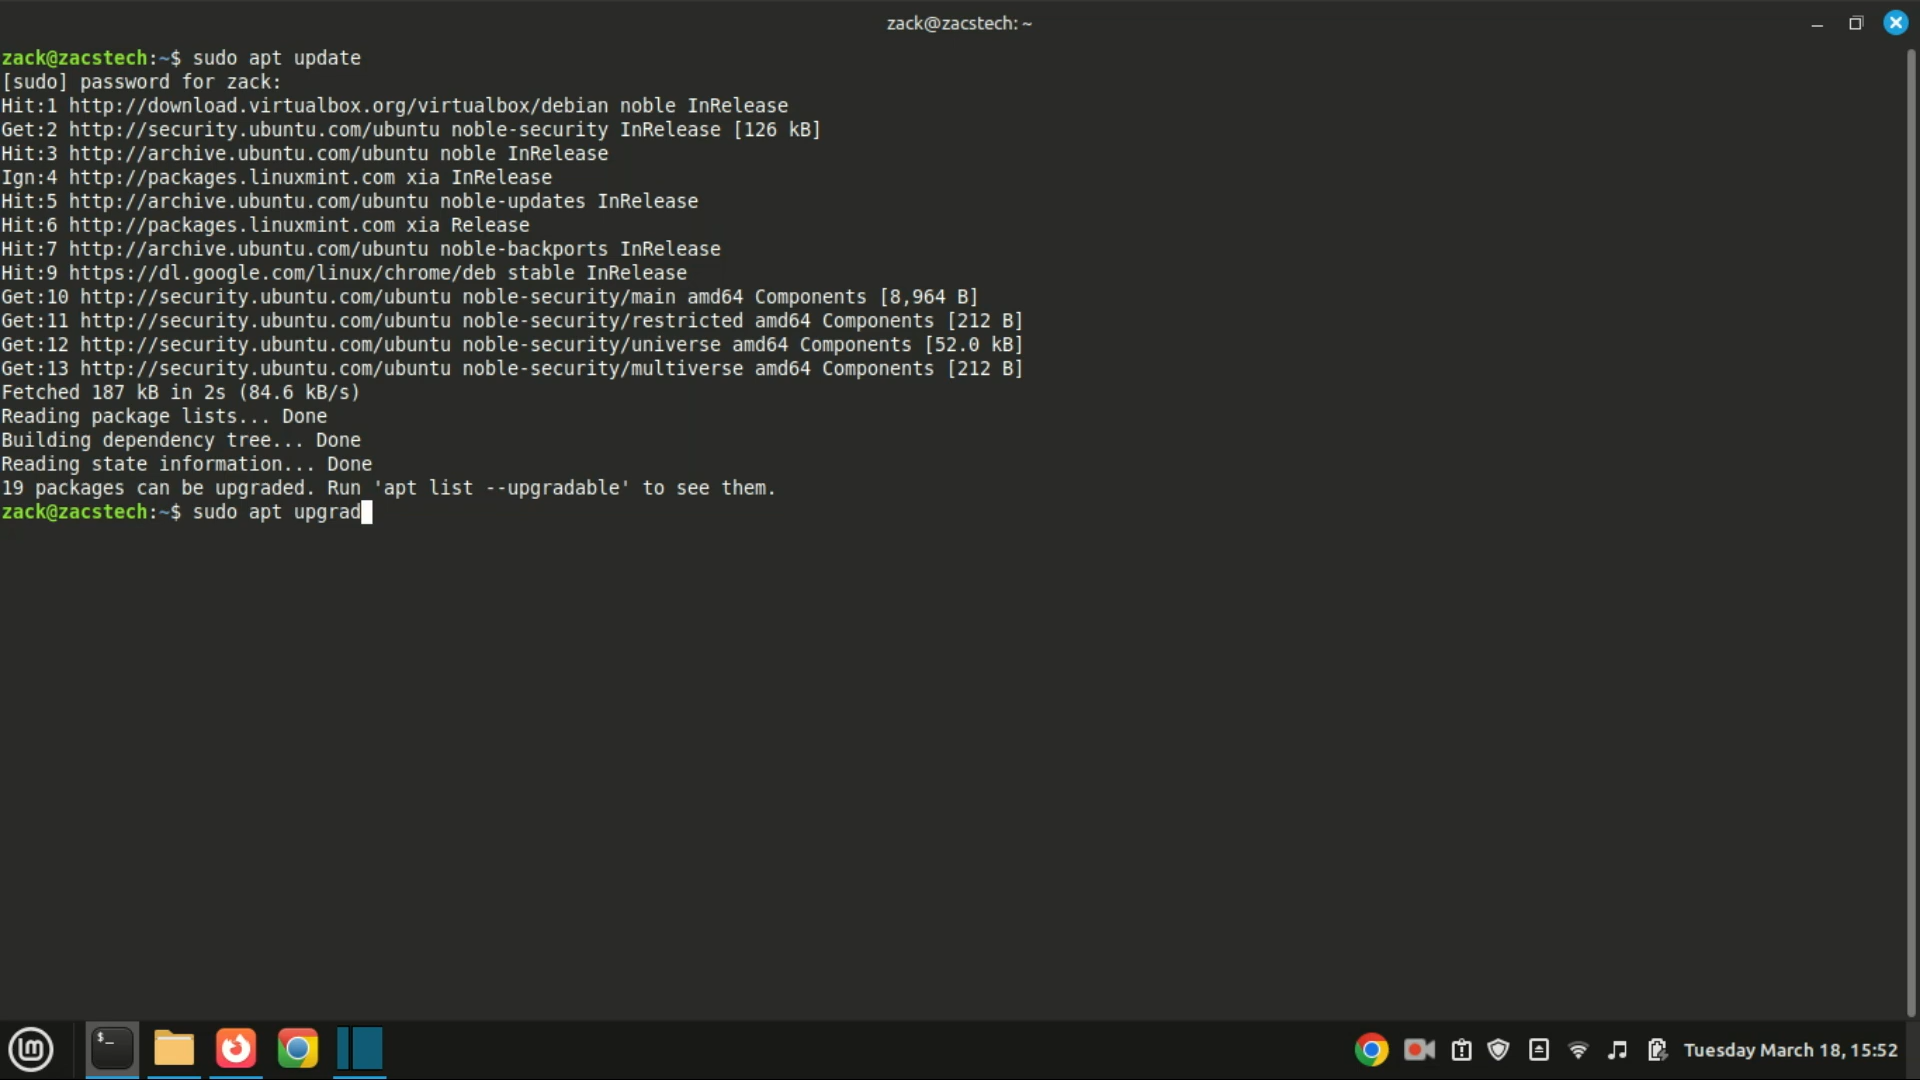 zack@zacstech: ~
zack@zacstech:~$ sudo apt update
[sudo] password for zack:
Hit:1 http://download.virtualbox.org/virtualbox/debian noble InRelease
Get:2 http://security.ubuntu.com/ubuntu noble-security InRelease [126 kB]
Hit:3 http://archive.ubuntu.com/ubuntu noble InRelease
Ign:4 http://packages.linuxmint.com xia InRelease
Hit:5 http://archive.ubuntu.com/ubuntu noble-updates InRelease
Hit:6 http://packages.linuxmint.com xia Release
Hit:7 http://archive.ubuntu.com/ubuntu noble-backports InRelease
Hit:9 https://dl.google.com/linux/chrome/deb stable InRelease
Get:10 http://security.ubuntu.com/ubuntu noble-security/main amd64 Components [8,964 B]
Get:11 http://security.ubuntu.com/ubuntu noble-security/restricted amd64 Components [212 B]
Get:12 http://security.ubuntu.com/ubuntu noble-security/universe amd64 Components [52.0 kB]
Get:13 http://security.ubuntu.com/ubuntu noble-security/multiverse amd64 Components [212 B]
Fetched 187 kB in 2s (84.6 kB/s)
Reading package lists... Done
Building dependency tree... Done
Reading state information... Done
19 packages can be upgraded. Run 'apt list --upgradable' to see them.
zack@zacstech:~$ sudo apt upgrad
$_
Tuesday March 18, 15:52